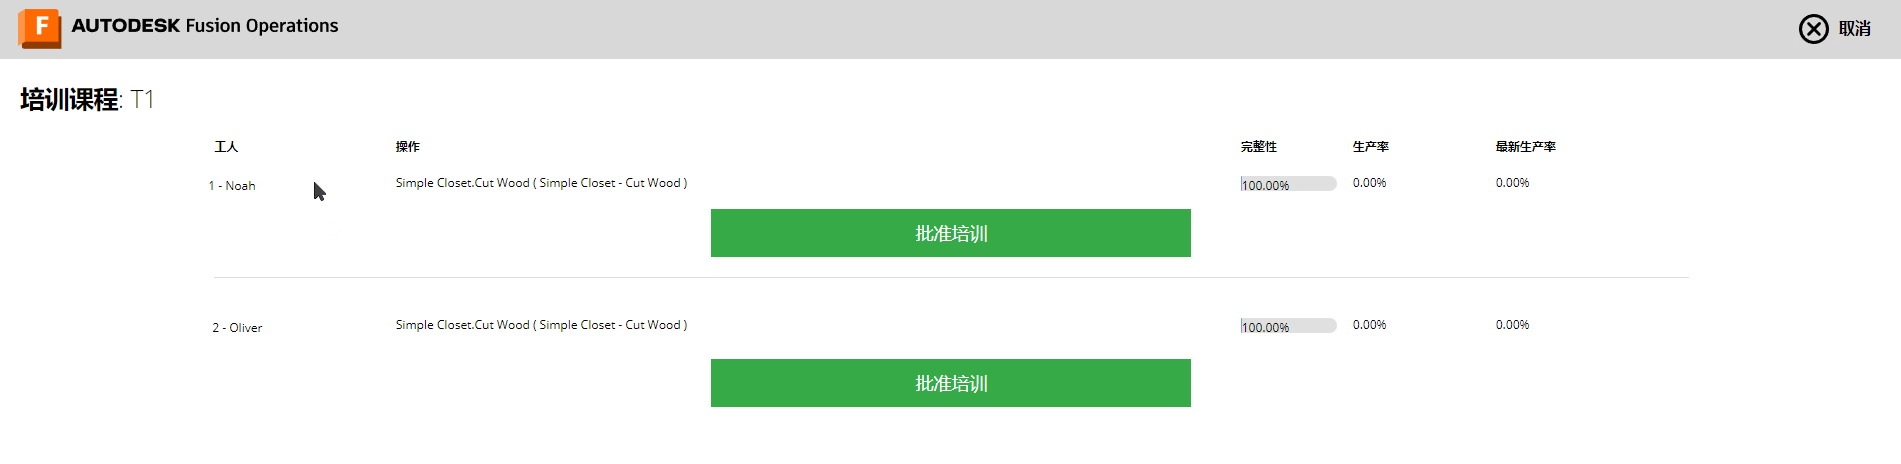 F AUTODESK Fusion Operations 取消
培训课程: T1
工人 操作 完整性 生产率 最新生产率
1 - Noah Simple Closet.Cut Wood ( Simple Closet - Cut Wood ) 100.00% 0.00% 0.00%
批准培训
2 - Oliver Simple Closet.Cut Wood ( Simple Closet - Cut Wood ) 100.00% 0.00% 0.00%
批准培训